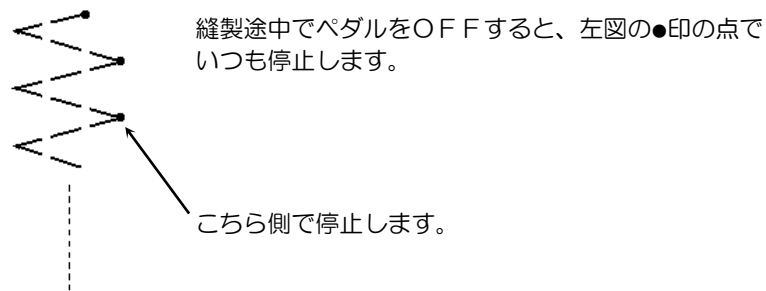 縫製途中でペダルをＯＦＦすると、左図の●印の点で
いつも停止します。
こちら側で停止します。